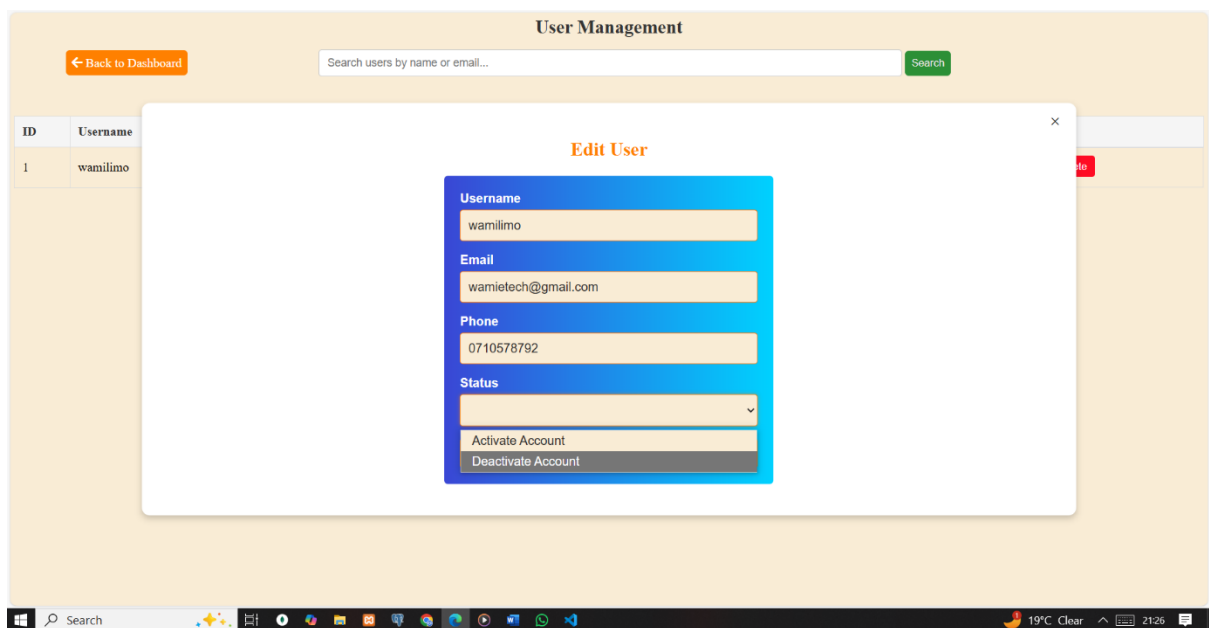 User Management
Back to Dashboard
Search users by name or email...
Search
ID Username
1 wamilimo
×
Edit User
Username
wamilimo
Email
wamietech@gmail.com
Phone
0710578792
Status
Activate Account
Deactivate Account
Search
19°C Clear
21:26